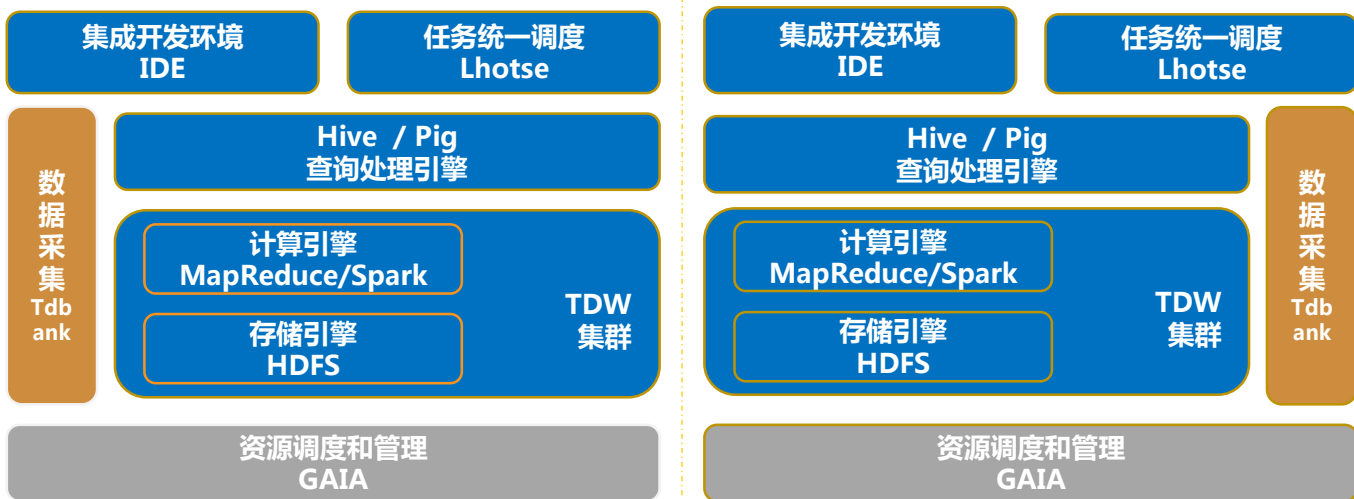 集成开发环境
IDE
任务统一调度
Lhotse
数
据
采
集
Tdb
ank
Hive / Pig
查询处理引擎
计算引擎
MapReduce/Spark
存储引擎
HDFS
TDW
集群
资源调度和管理
GAIA
集成开发环境
IDE
任务统一调度
Lhotse
Hive / Pig
查询处理引擎
计算引擎
MapReduce/Spark
存储引擎
HDFS
TDW
集群
数
据
采
集
Tdb
ank
资源调度和管理
GAIA